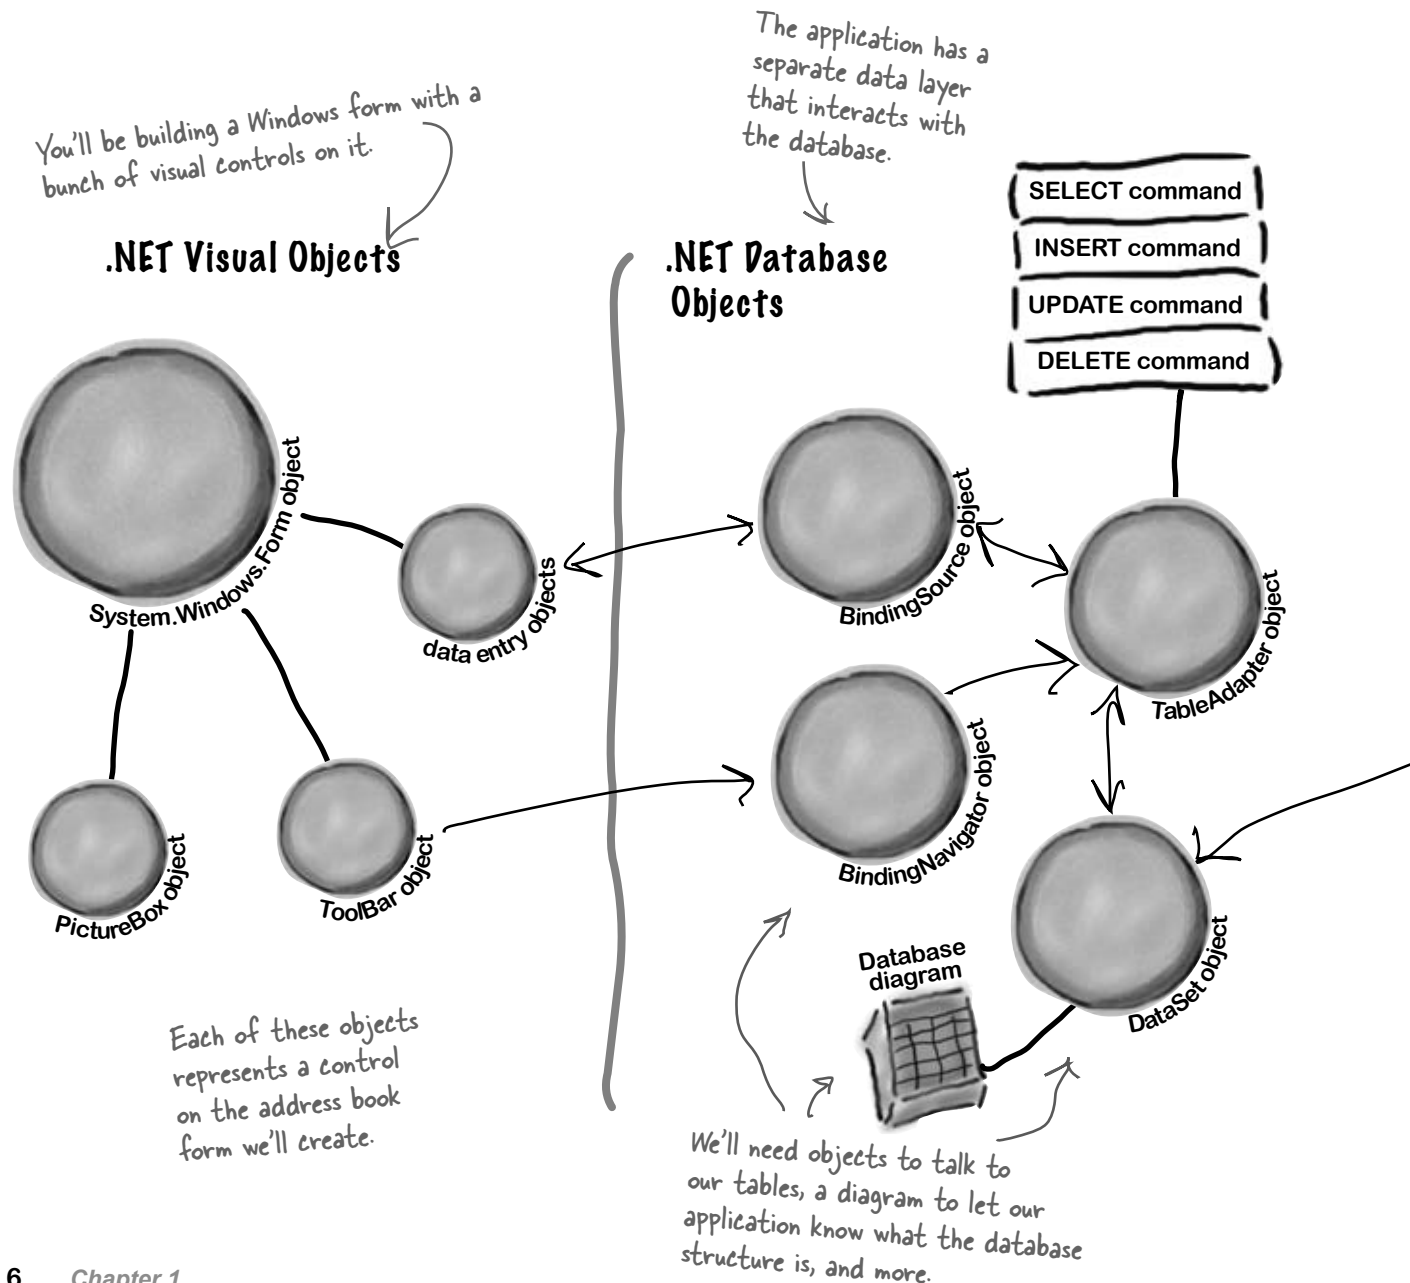 You'll be building a Windows form with a
bunch of visual controls on it.
The application has a
separate data layer
that interacts with
the database.
.NET Visual Objects
.NET Database
Objects
SELECT command
INSERT command
UPDATE command
DELETE command
System.Windows.Form object
data entry objects
PictureBox object
ToolBar object
BindingSource object
TableAdapter object
BindingNavigator object
DataSet object
Database
diagram
Each of these objects
represents a control
on the address book
form we'll create.
We'll need objects to talk to
our tables, a diagram to let our
application know what the database
structure is, and more.
6 Chapter 1